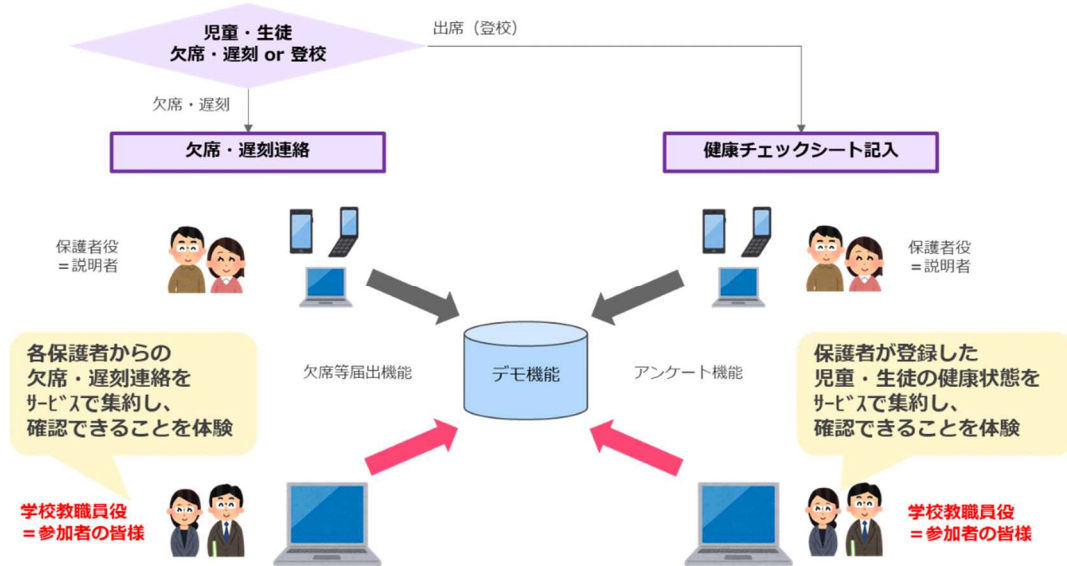 児童・生徒
欠席・遅刻 or 登校
出席（登校）
欠席・遅刻
欠席・遅刻連絡
健康チェックシート記入
保護者役
＝説明者
保護者役
＝説明者
各保護者からの
欠席・遅刻連絡を
ｻｰﾋﾞｽで集約し、
確認できることを体験
欠席等届出機能
デモ機能
アンケート機能
保護者が登録した
児童・生徒の健康状態を
ｻｰﾋﾞｽで集約し、
確認できることを体験
学校教職員役
＝参加者の皆様
学校教職員役
＝参加者の皆様